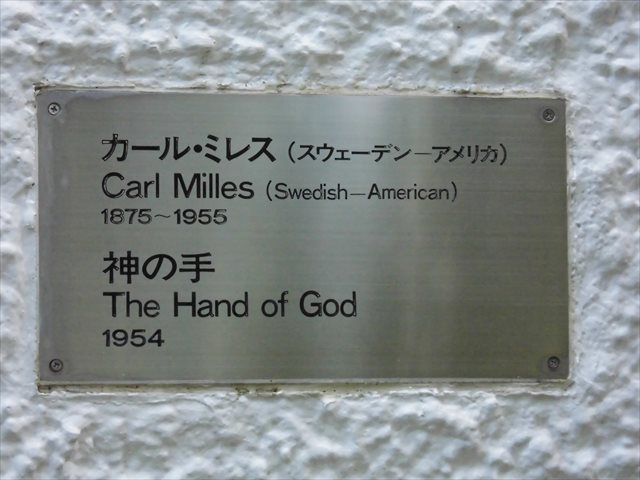 カール・ミレス（スウェーデン―アメリカ）
Carl Milles (Swedish—American)
1875〜1955
神の手
The Hand of God
1954